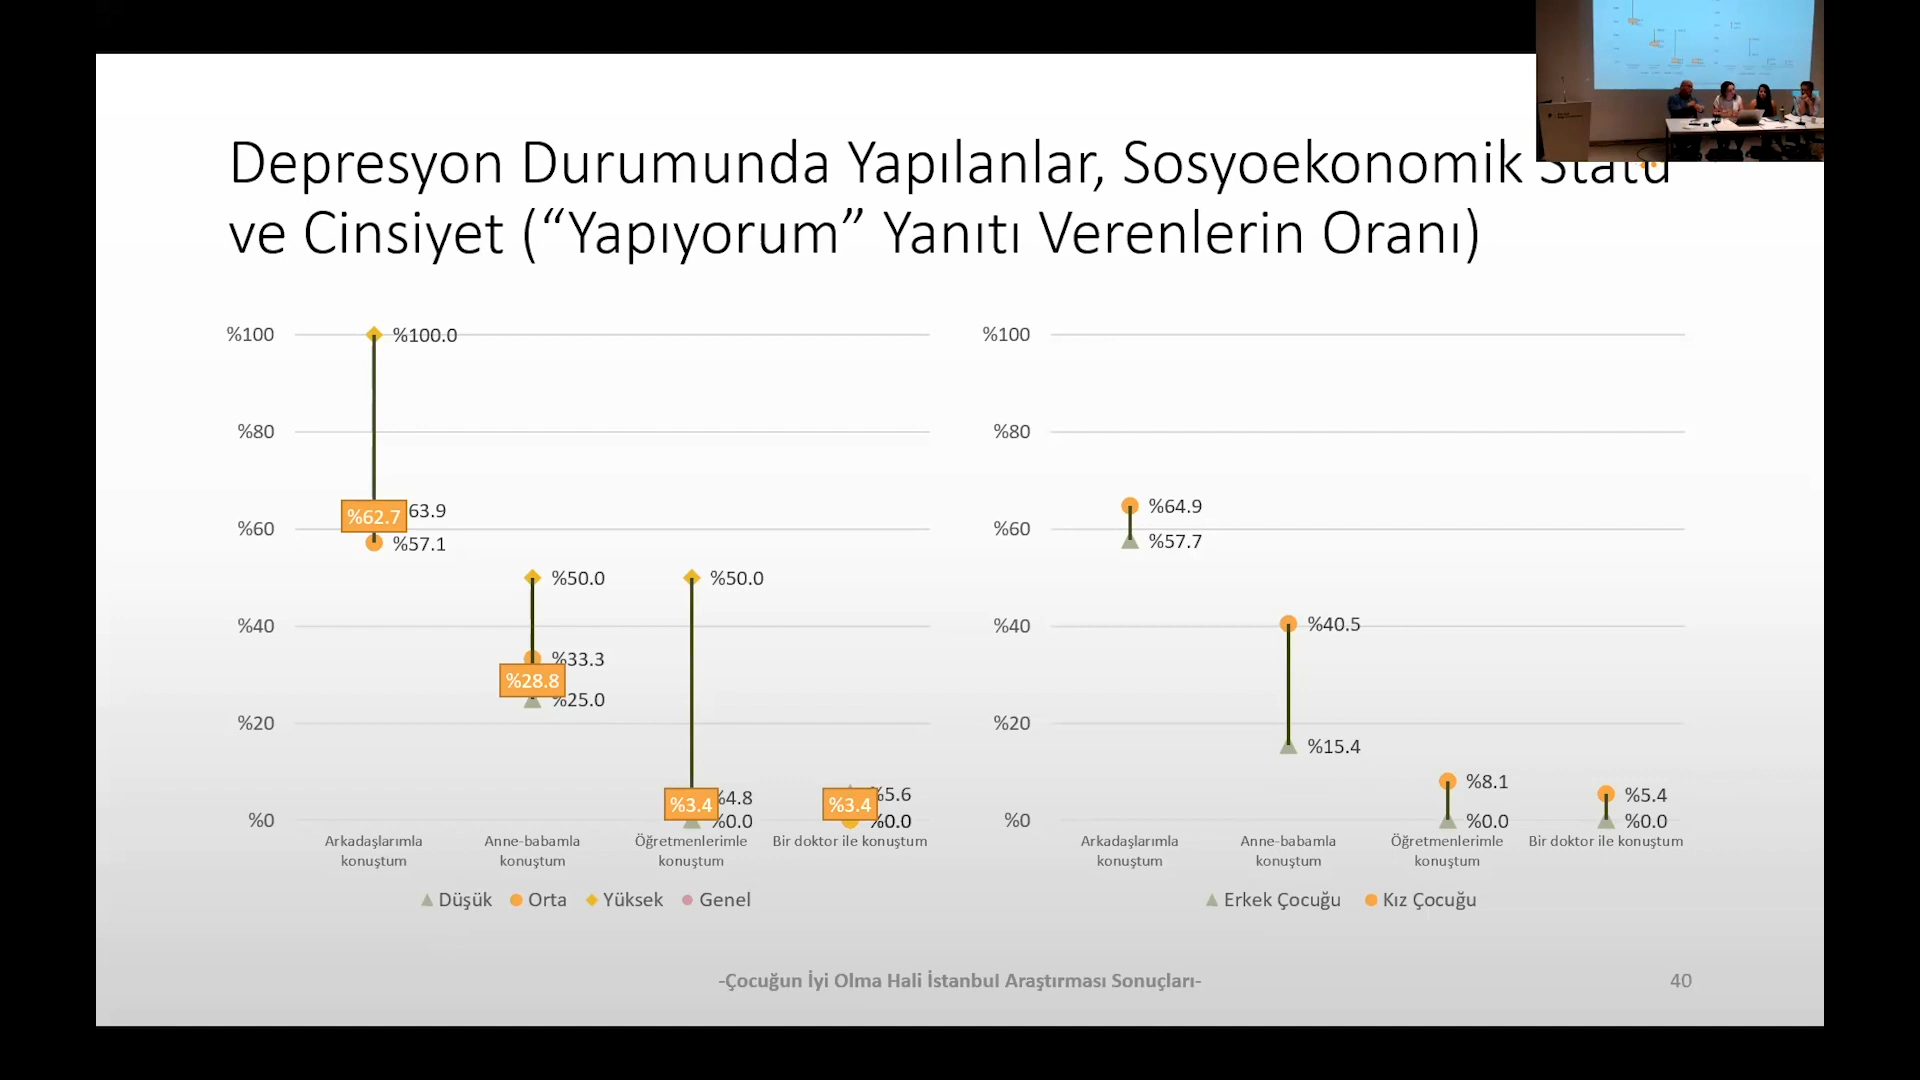 Depresyon Durumunda Yapılanlar, Sosyoekonomik Statü
ve Cinsiyet (“Yapıyorum” Yanıtı Verenlerin Oranı)
%100
%80
%60
%40
%20
%0
%100.0
%62.7
63.9
%57.1
%50.0
%33.3
%28.8
%25.0
%50.0
%4.8
%3.4
%0.0
%5.6
%3.4
%0.0
Arkadaşlarımla
konuştum
Anne-babamla
konuştum
Öğretmenlerimle
konuştum
Bir doktor ile konuştum
Düşük Orta Yüksek Genel
%100
%80
%60
%40
%20
%0
%64.9
%57.7
%40.5
%15.4
%8.1
%0.0
%5.4
%0.0
Arkadaşlarımla
konuştum
Anne-babamla
konuştum
Öğretmenlerimle
konuştum
Bir doktor ile konuştum
Erkek Çocuğu Kız Çocuğu
-Çocuğun İyi Olma Hali İstanbul Araştırması Sonuçları-
40